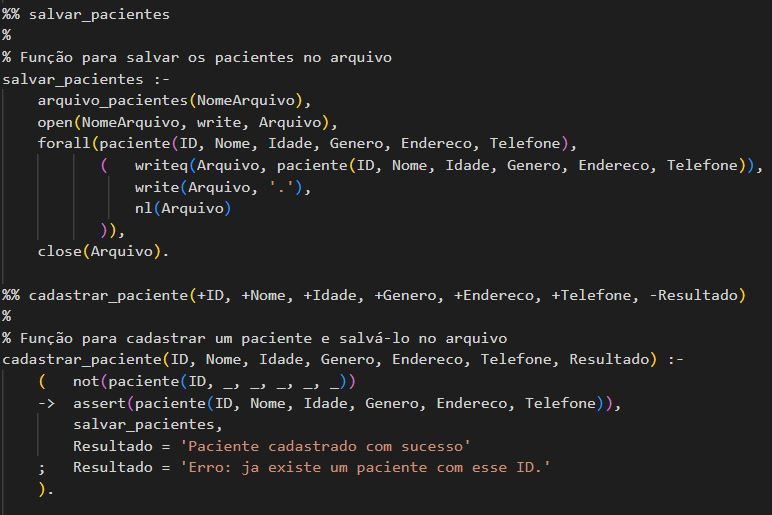 %% salvar_pacientes
%
% Função para salvar os pacientes no arquivo
salvar_pacientes :-
    arquivo_pacientes(NomeArquivo),
    open(NomeArquivo, write, Arquivo),
    forall(paciente(ID, Nome, Idade, Genero, Endereco, Telefone),
           (   writeq(Arquivo, paciente(ID, Nome, Idade, Genero, Endereco, Telefone)),
               write(Arquivo, '.'),
               nl(Arquivo)
           )),
    close(Arquivo).

%% cadastrar_paciente(+ID, +Nome, +Idade, +Genero, +Endereco, +Telefone, -Resultado)
%
% Função para cadastrar um paciente e salvá-lo no arquivo
cadastrar_paciente(ID, Nome, Idade, Genero, Endereco, Telefone, Resultado) :-
    (   not(paciente(ID, _, _, _, _, _))
    ->  assert(paciente(ID, Nome, Idade, Genero, Endereco, Telefone)),
        salvar_pacientes,
        Resultado = 'Paciente cadastrado com sucesso'
    ;   Resultado = 'Erro: ja existe um paciente com esse ID.'
    ).